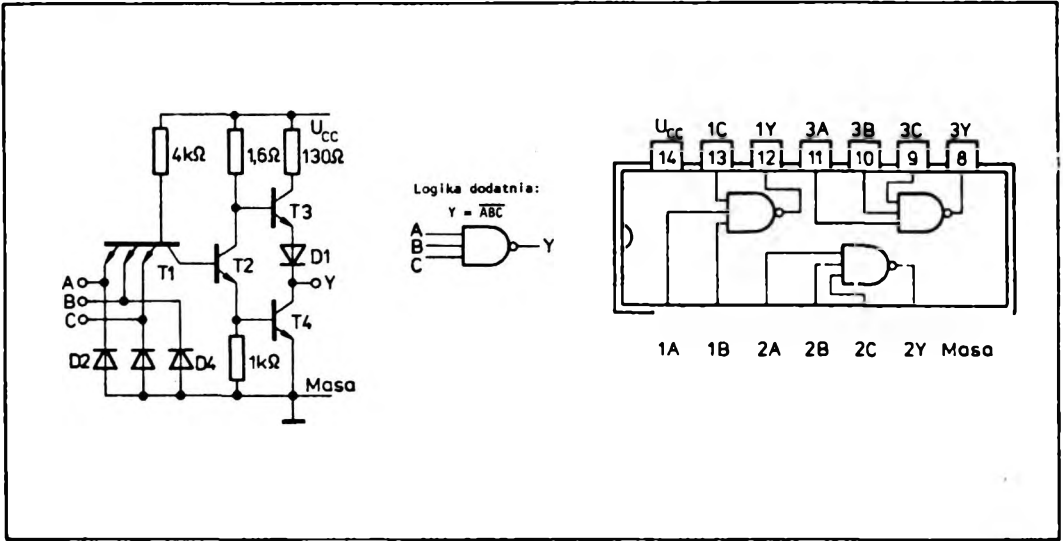 U_CC
4kΩ 1,6Ω 130Ω
T3
D1
T1 T2
A Y
B
C T4
D2 D4 1kΩ
Masa
Logika dodatnia:
Y = \overline{ABC}
A
B Y
C
U_CC 1C 1Y 3A 3B 3C 3Y
14 13 12 11 10 9 8
1A 1B 2A 2B 2C 2Y Masa